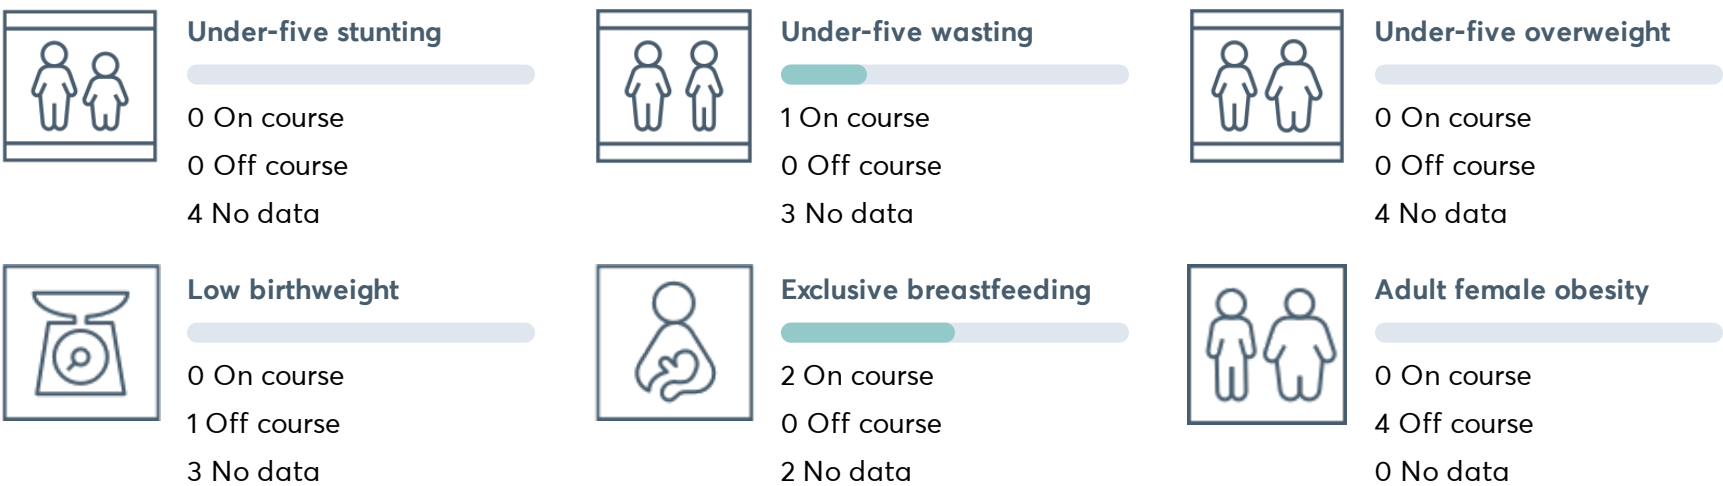 Under-five stunting
0 On course
0 Off course
4 No data
Under-five wasting
1 On course
0 Off course
3 No data
Under-five overweight
0 On course
0 Off course
4 No data
Low birthweight
0 On course
1 Off course
3 No data
Exclusive breastfeeding
2 On course
0 Off course
2 No data
Adult female obesity
0 On course
4 Off course
0 No data